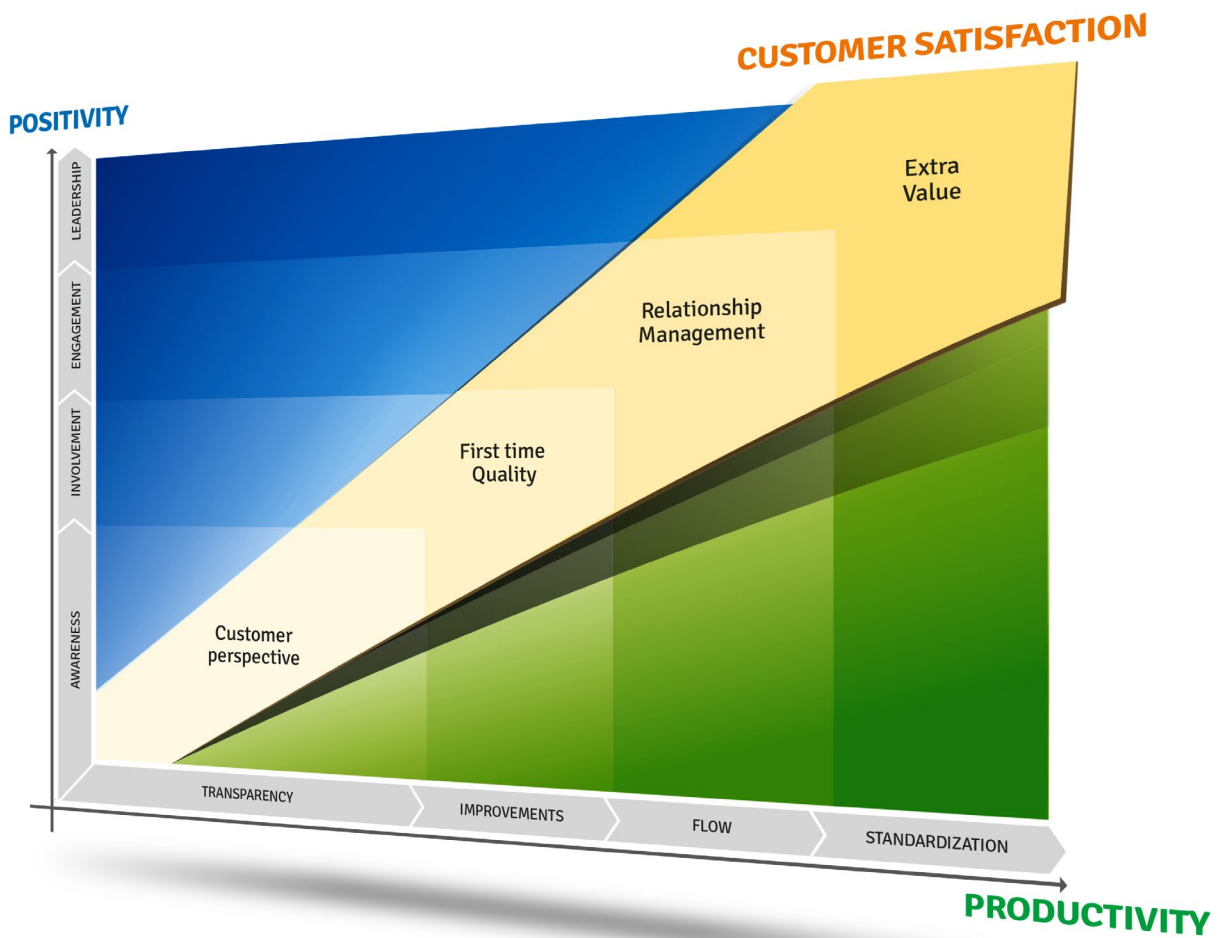 CUSTOMER SATISFACTION
POSITIVITY
LEADERSHIP
ENGAGEMENT
INVOLVEMENT
AWARENESS
Extra
Value
Relationship
Management
First time
Quality
Customer
perspective
TRANSPARENCY
IMPROVEMENTS
FLOW
STANDARDIZATION
PRODUCTIVITY